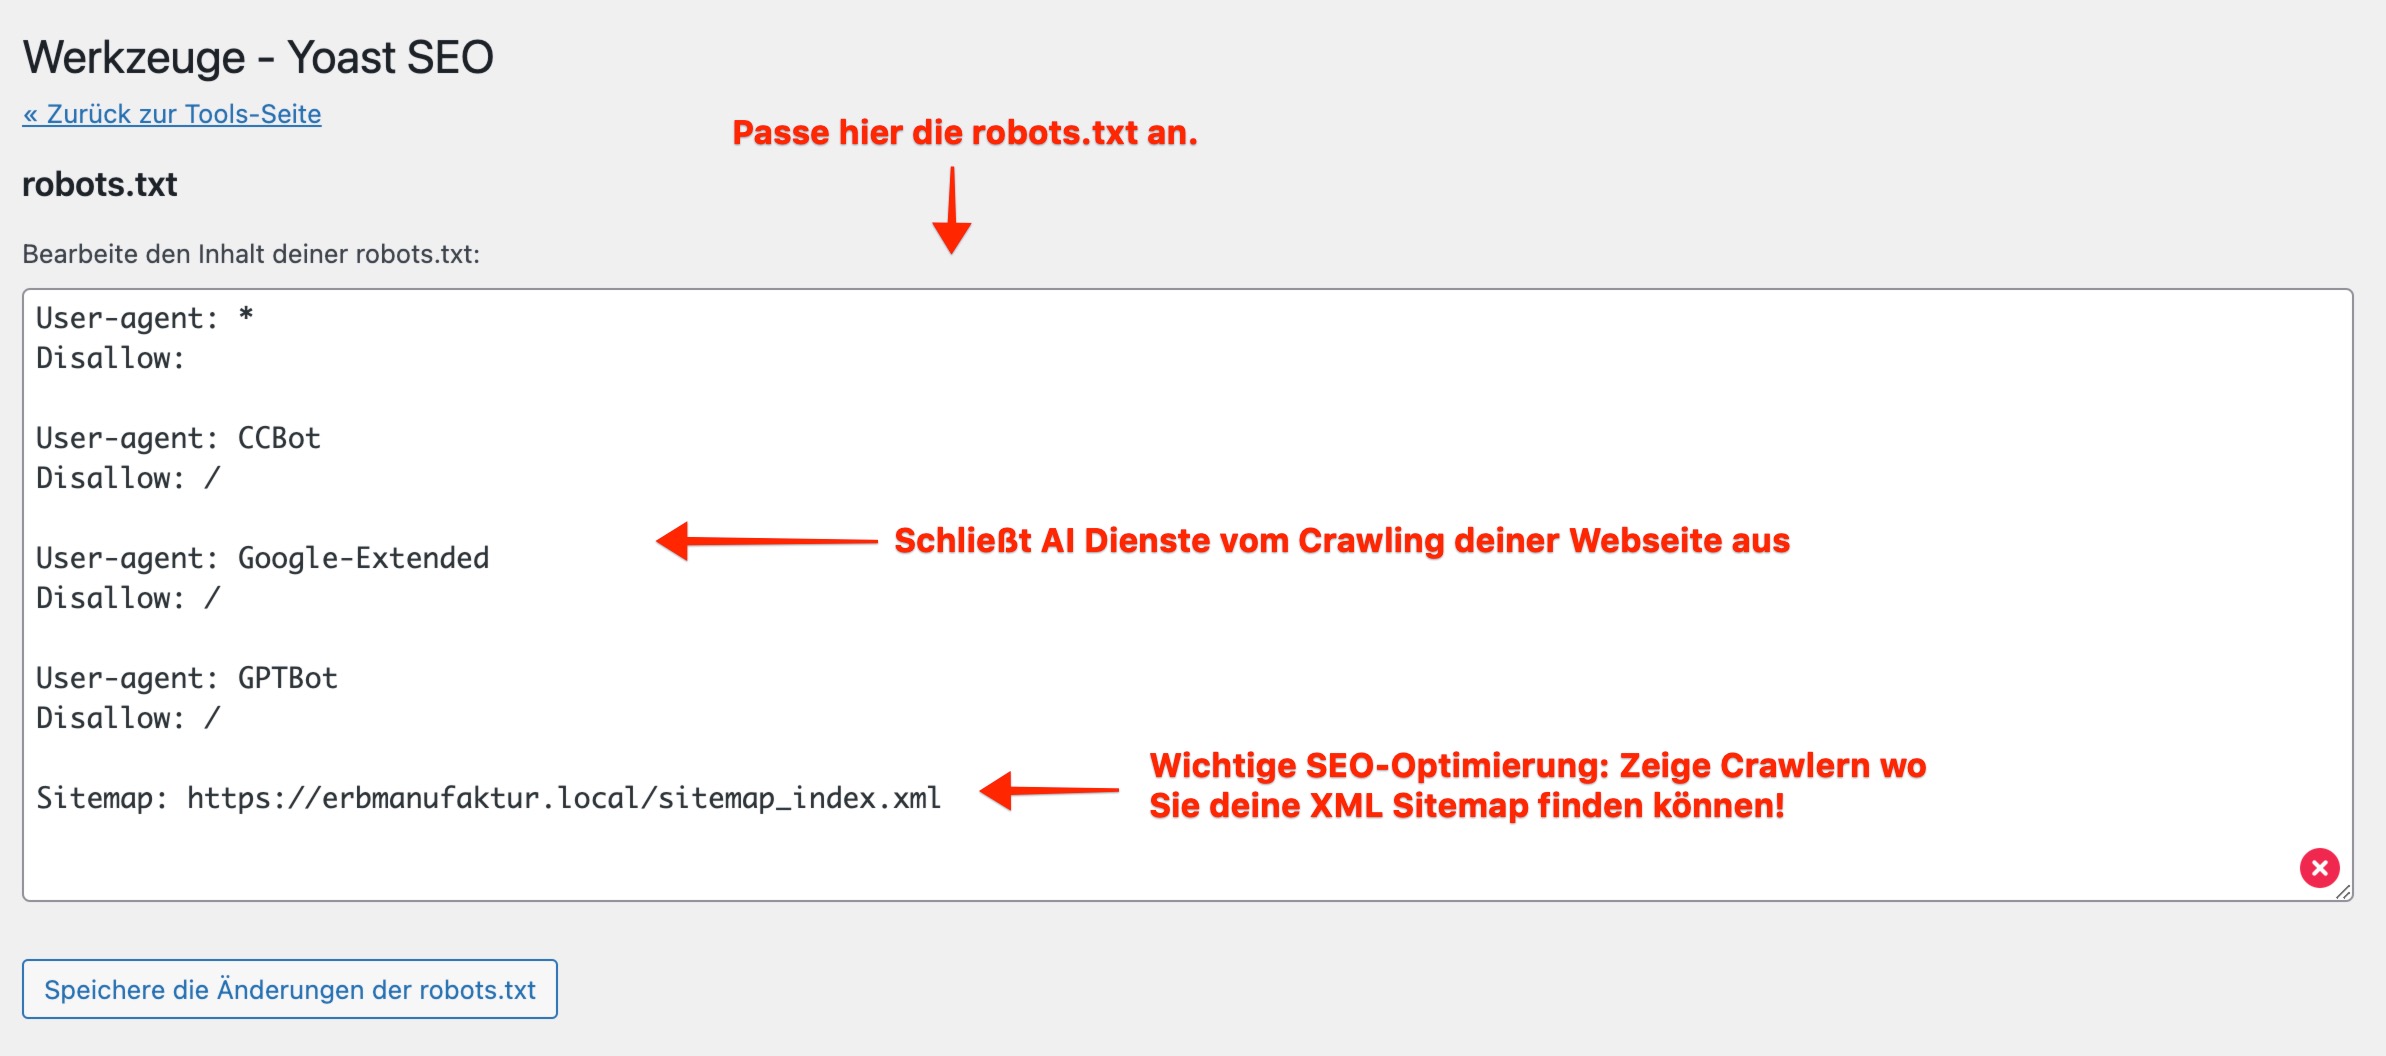 Werkzeuge - Yoast SEO
« Zurück zur Tools-Seite
Passe hier die robots.txt an.
robots.txt
Bearbeite den Inhalt deiner robots.txt:
User-agent: *
Disallow:
User-agent: CCBot
Disallow: /
Schließt AI Dienste vom Crawling deiner Webseite aus
User-agent: Google-Extended
Disallow: /
User-agent: GPTBot
Disallow: /
Sitemap: https://erbmanufaktur.local/sitemap_index.xml
Wichtige SEO-Optimierung: Zeige Crawlern wo
Sie deine XML Sitemap finden können!
Speichere die Änderungen der robots.txt